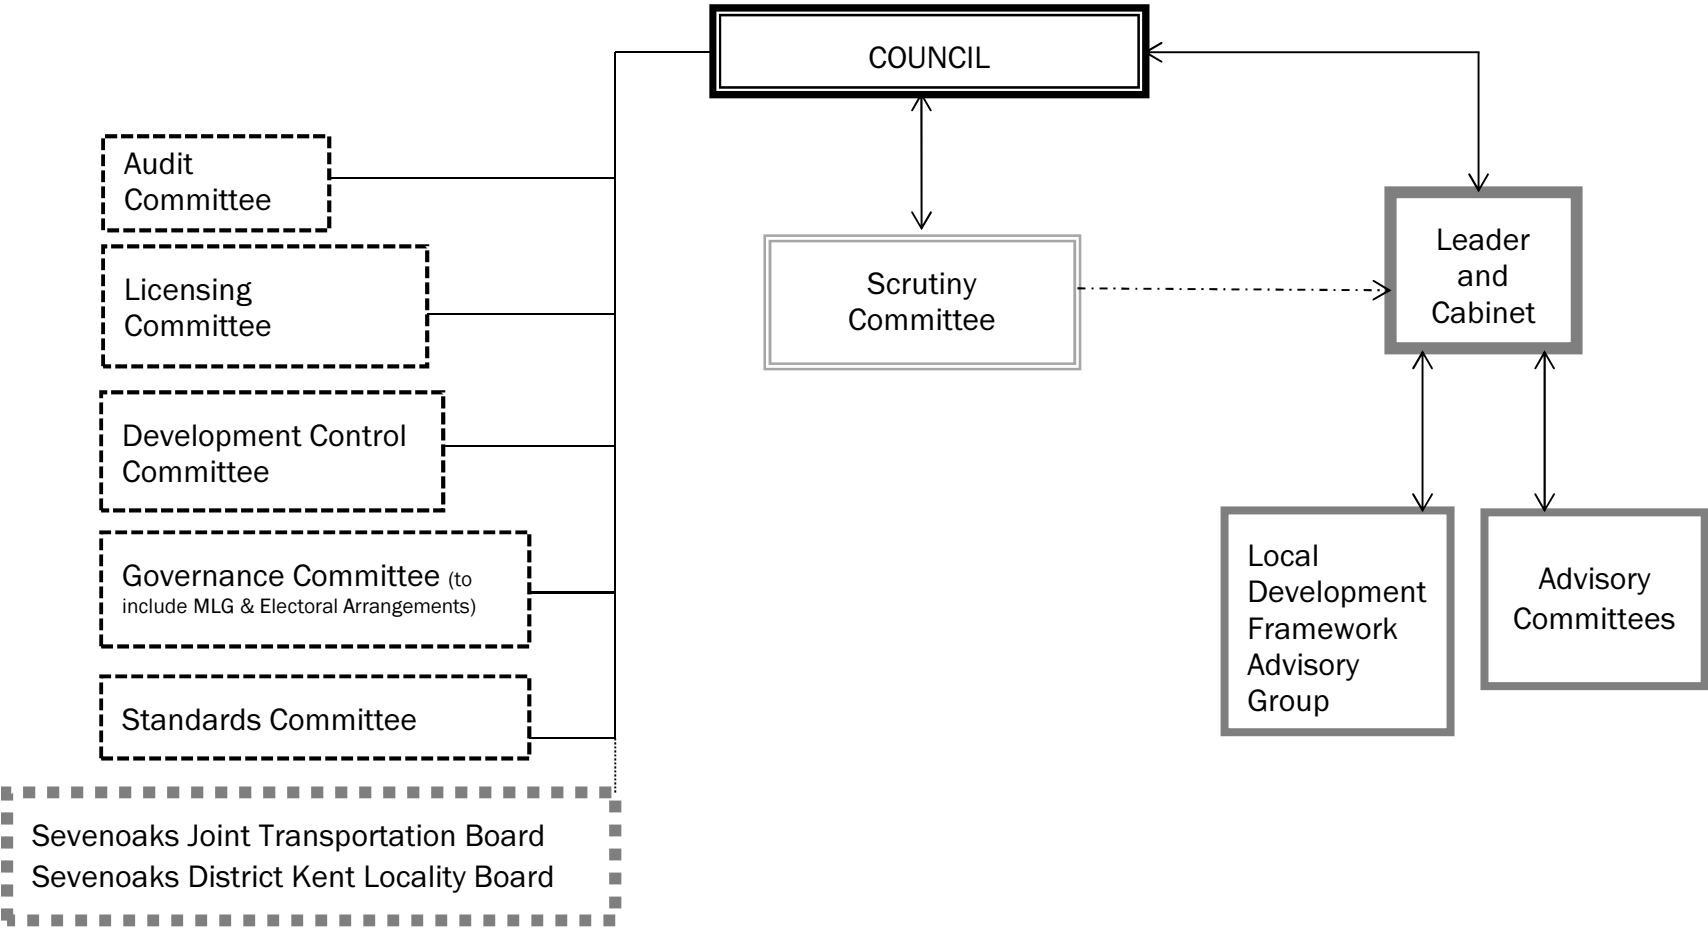 COUNCIL
Audit
Committee
Licensing
Committee
Development Control
Committee
Governance Committee (to
include MLG & Electoral Arrangements)
Standards Committee
Sevenoaks Joint Transportation Board
Sevenoaks District Kent Locality Board
Scrutiny
Committee
Leader
and
Cabinet
Local
Development
Framework
Advisory
Group
Advisory
Committees